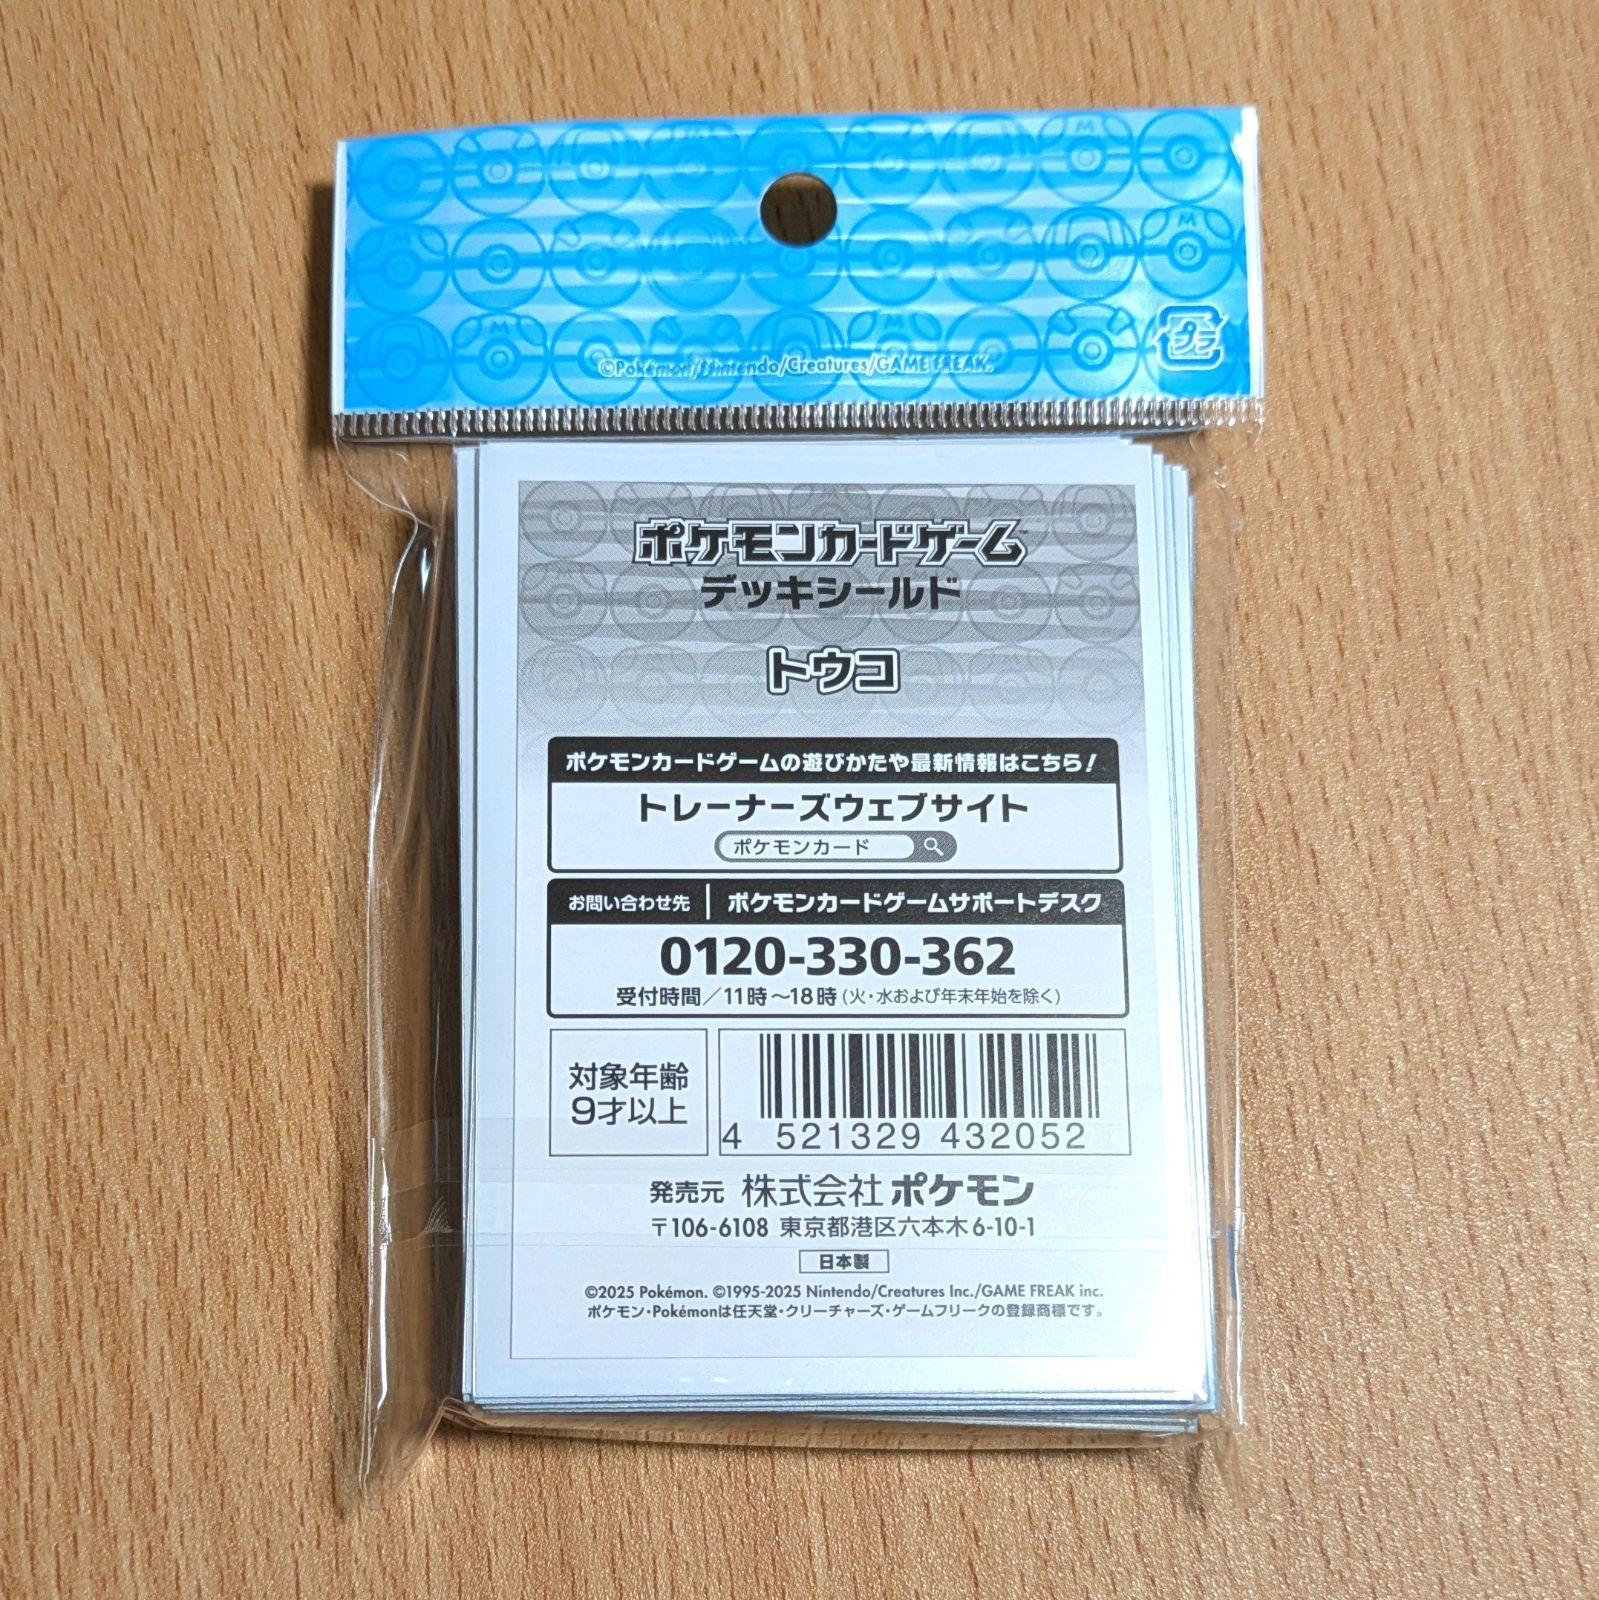 M
M
M
M
M
プラ
©Pokémon/Nintendo/Creatures/GAME FREAK.
ポケモンカードゲーム™
デッキシールド
トウコ
ポケモンカードゲームの遊びかたや最新情報はこちら!
トレーナーズウェブサイト
ポケモンカード
お問い合わせ先 ポケモンカードゲームサポートデスク
0120-330-362
受付時間/11時~18時(火・水および年末年始を除く)
対象年齢
9才以上
4 521329 432052
発売元 株式会社ポケモン
〒106-6108 東京都港区六本木6-10-1
日本製
©2025 Pokémon. ©1995-2025 Nintendo/Creatures Inc./GAME FREAK inc.
ポケモン・Pokémonは任天堂・クリーチャーズ・ゲームフリークの登録商標です。